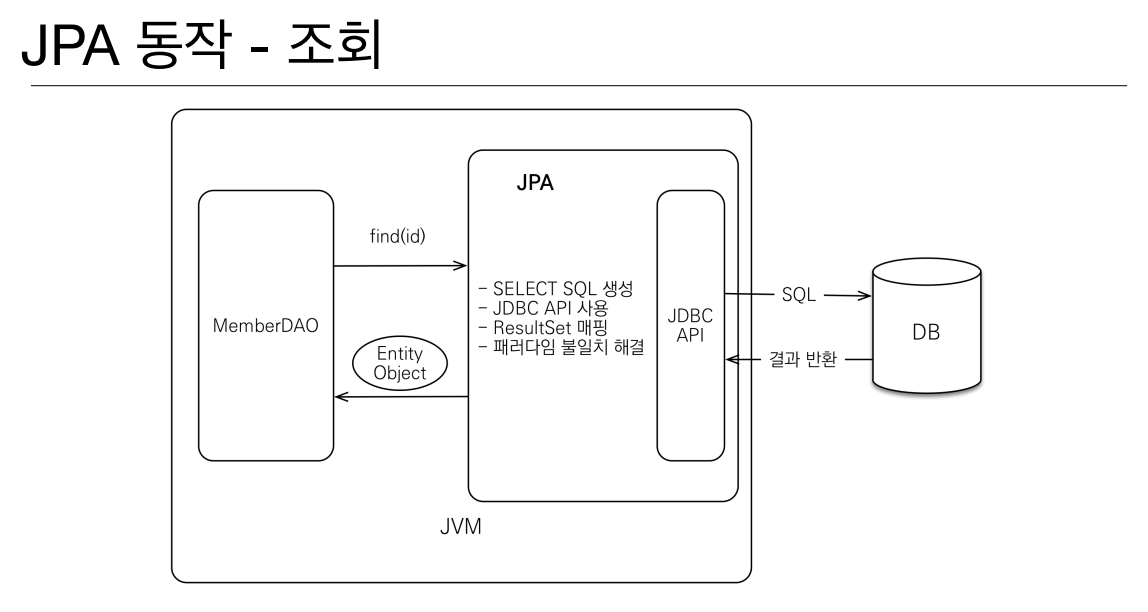 JPA 동작 - 조회
JPA
find(id)
- SELECT SQL 생성
- JDBC API 사용
- ResultSet 매핑
- 패러다임 불일치 해결
MemberDAO
Entity
Object
JDBC
API
SQL
결과 반환
DB
JVM